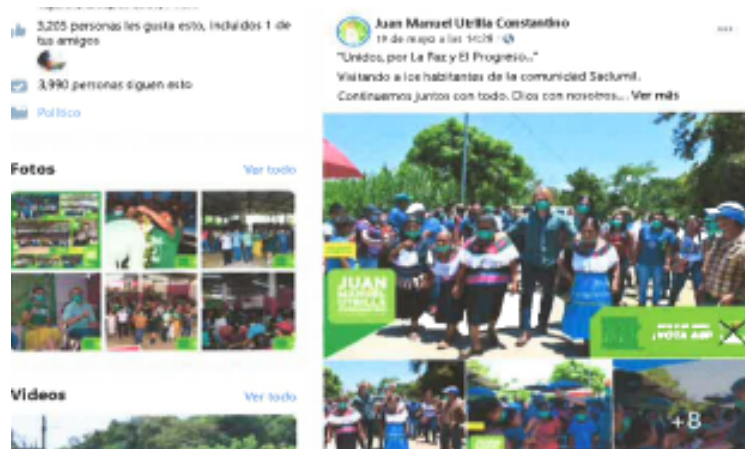 3,205 personas les gusta esto, incluidos 1 de
tus amigos
3,990 personas siguen esto
Político
Fotos
Ver todo
Videos
Ver todo
Juan Manuel Utrilla Constantino
19 de mayo a las 14:28
"Unidos, por La Paz y El Progreso..."
Visitando a los habitantes de la comunidad Saclumil.
Continuemos juntos con todo. Dios con nosotros... Ver más
JUAN
MANUEL
UTRILLA
¡VOTA
+8